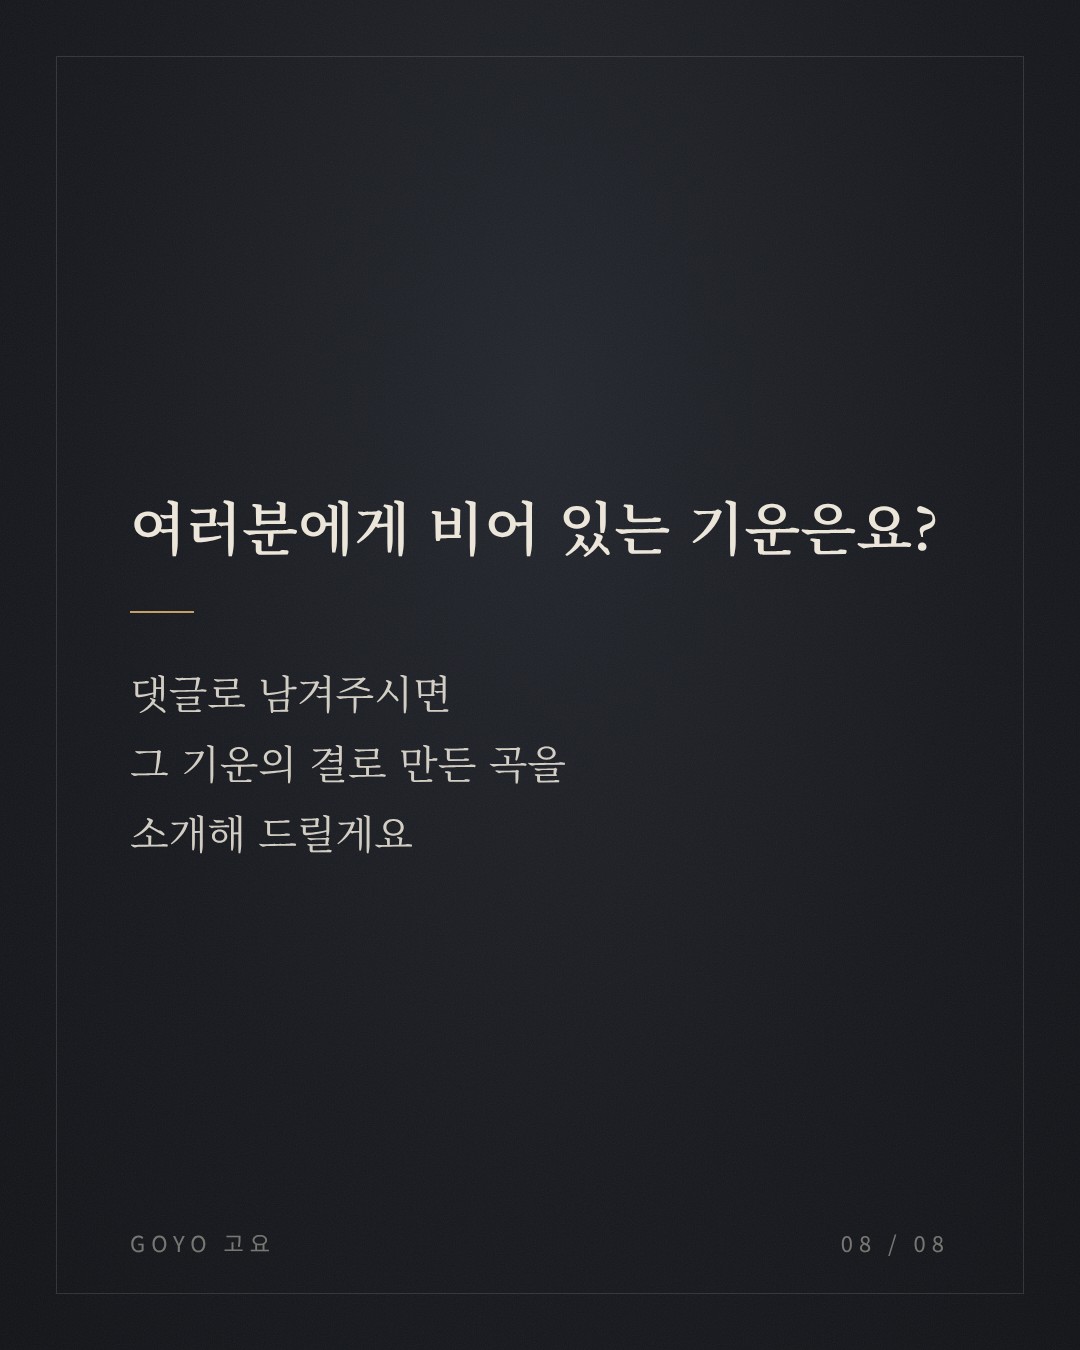 여러분에게 비어 있는 기운은요?
댓글로 남겨주시면
그 기운의 결로 만든 곡을
소개해 드릴게요
GOYO 고요
08 / 08